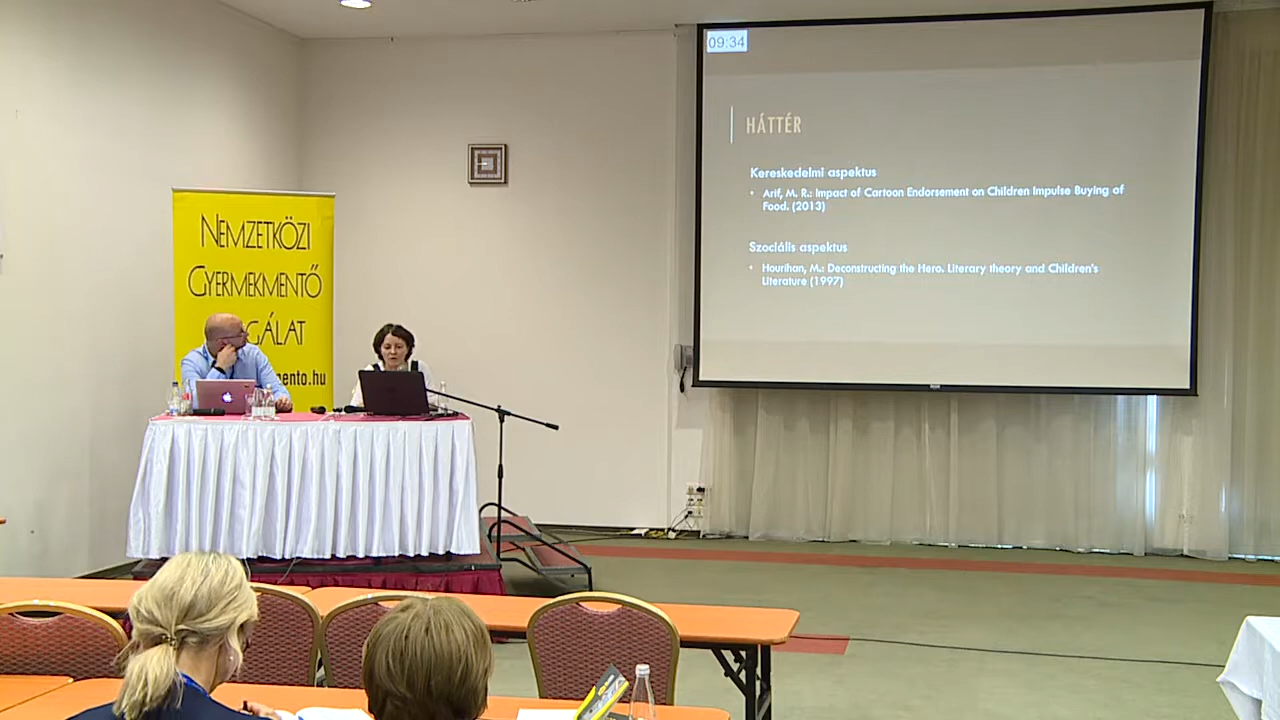 NEMZETKÖZI
GYERMEKMENTŐ
GÁLAT
mento.hu
09:34
HÁTTÉR
Kereskedelmi aspektus
• Arif, M. R.: Impact of Cartoon Endorsement on Children Impulse Buying of
Food. (2013)
Szociális aspektus
• Hourihan, M.: Deconstructing the Hero. Literary theory and Children's
Literature (1997)